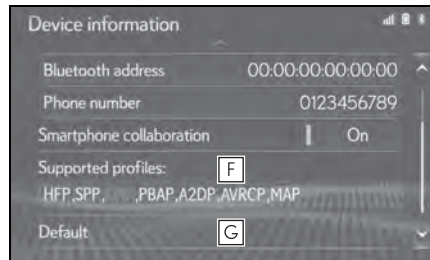 Device information
Bluetooth address 00:00:00:00:00:00
Phone number 0123456789
Smartphone collaboration On
Supported profiles: F
HFP,SPP, ,PBAP,A2DP,AVRCP,MAP
Default G